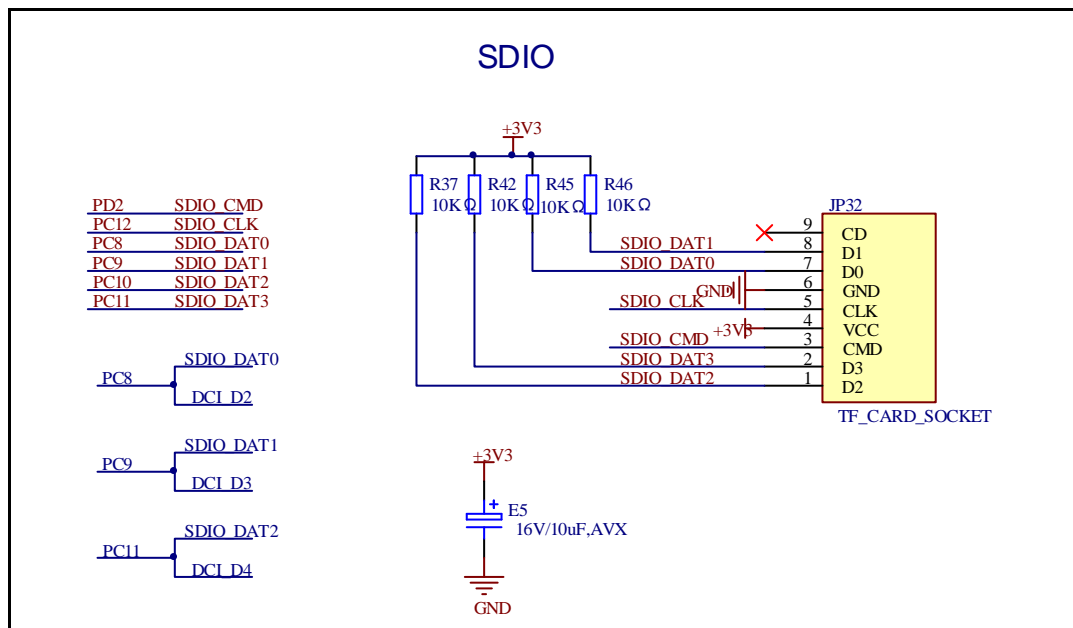 SDIO
+3V3
R37 R42 R45 R46
10KΩ 10KΩ 10KΩ 10KΩ
PD2 SDIO_CMD
PC12 SDIO_CLK
PC8 SDIO_DAT0
PC9 SDIO_DAT1
PC10 SDIO_DAT2
PC11 SDIO_DAT3
JP32
9 CD
SDIO_DAT1 8 D1
SDIO_DAT0 7 D0
GND 6 GND
SDIO_CLK 5 CLK
+3V3 4 VCC
SDIO_CMD 3 CMD
SDIO_DAT3 2 D3
SDIO_DAT2 1 D2
TF_CARD_SOCKET
SDIO_DAT0
PC8
DCI_D2
SDIO_DAT1
PC9
DCI_D3
SDIO_DAT2
PC11
DCI_D4
+3V3
+
E5
16V/10uF,AVX
GND